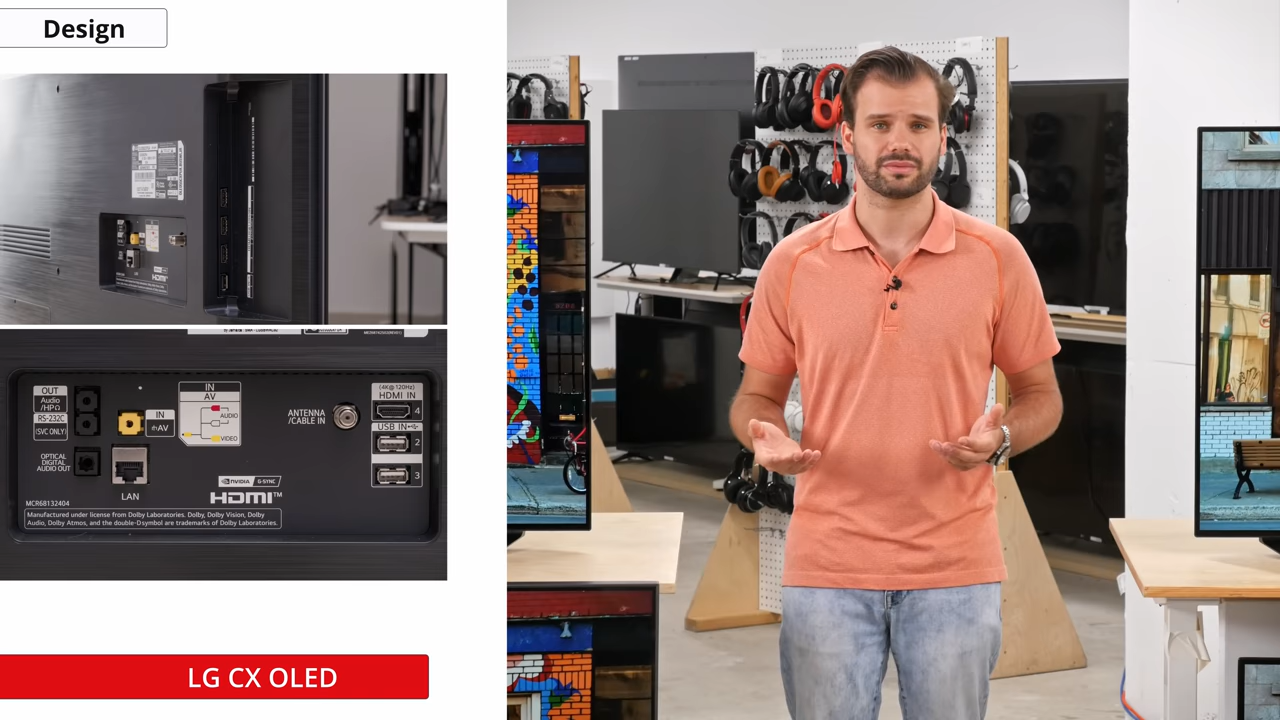 Design
OUT
Audio
/HP
RS-232C
(SVC ONLY)
OPTICAL
DIGITAL
AUDIO OUT
IN
AV
LAN
IN
AV
AUDIO
VIDEO
ANTENNA
/CABLE IN
(4K@120Hz)
HDMI IN
4
USB IN
2
3
NVIDIA G-SYNC
HDMI™
MCR68132404
Manufactured under license from Dolby Laboratories. Dolby, Dolby Vision, Dolby
Audio, Dolby Atmos, and the double-D symbol are trademarks of Dolby Laboratories.
LG CX OLED